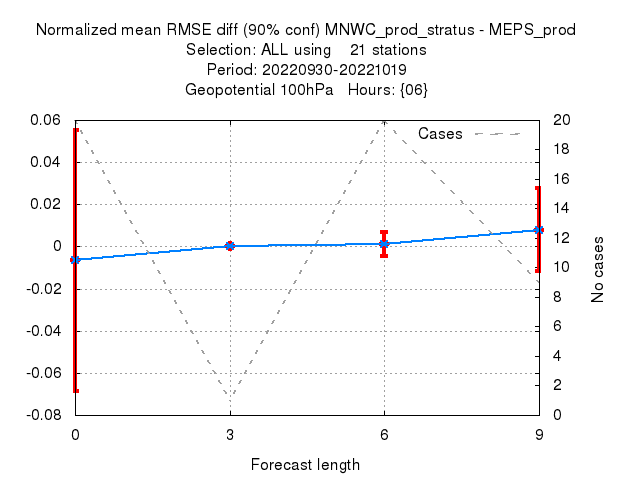 Normalized mean RMSE diff (90% conf) MNWC_prod_stratus - MEPS_prod
Selection: ALL using 21 stations
Period: 20220930-20221019
Geopotential 100hPa Hours: {06}
Cases
0.06
0.04
0.02
0
-0.02
-0.04
-0.06
-0.08
20
18
16
14
12
10
8
6
4
2
0
No cases
0 3 6 9
Forecast length